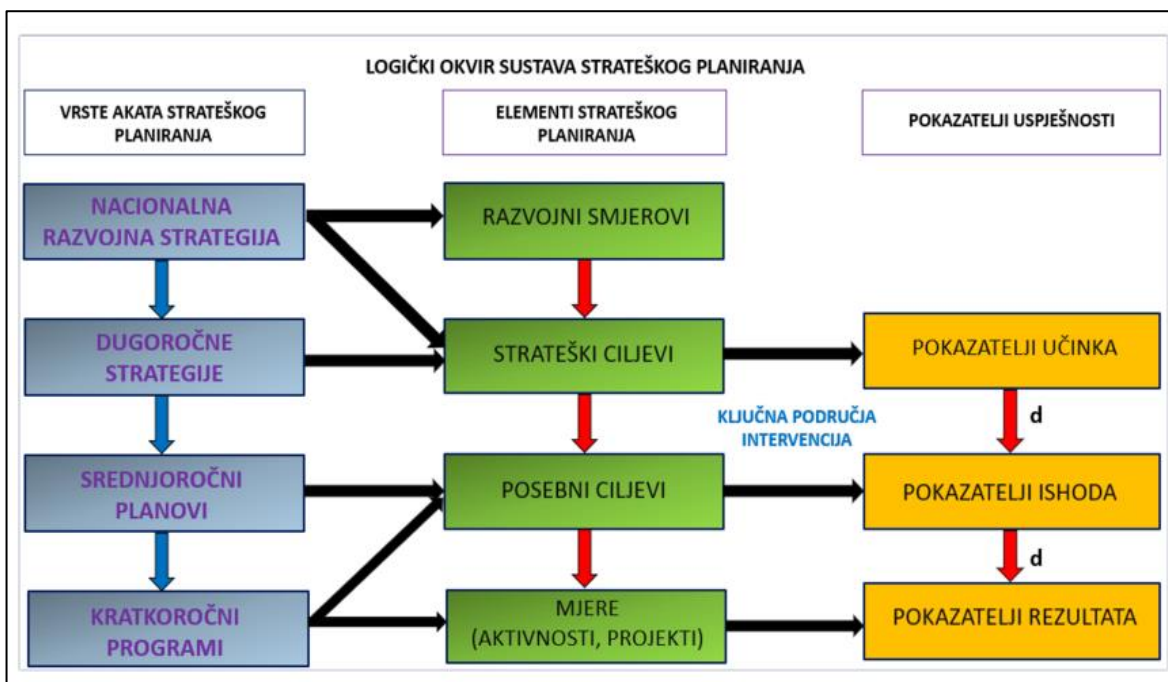 LOGIČKI OKVIR SUSTAVA STRATEŠKOG PLANIRANJA
VRSTE AKATA STRATEŠKOG
PLANIRANJA
ELEMENTI STRATEŠKOG
PLANIRANJA
POKAZATELJI USPJEŠNOSTI
NACIONALNA
RAZVOJNA STRATEGIJA
RAZVOJNI SMJEROVI
DUGOROČNE
STRATEGIJE
STRATEŠKI CILJEVI
POKAZATELJI UČINKA
KLJUČNA PODRUČJA
INTERVENCIJA
d
SREDNJOROČNI
PLANOVI
POSEBNI CILJEVI
POKAZATELJI ISHODA
d
KRATKOROČNI
PROGRAMI
MJERE
(AKTIVNOSTI, PROJEKTI)
POKAZATELJI REZULTATA